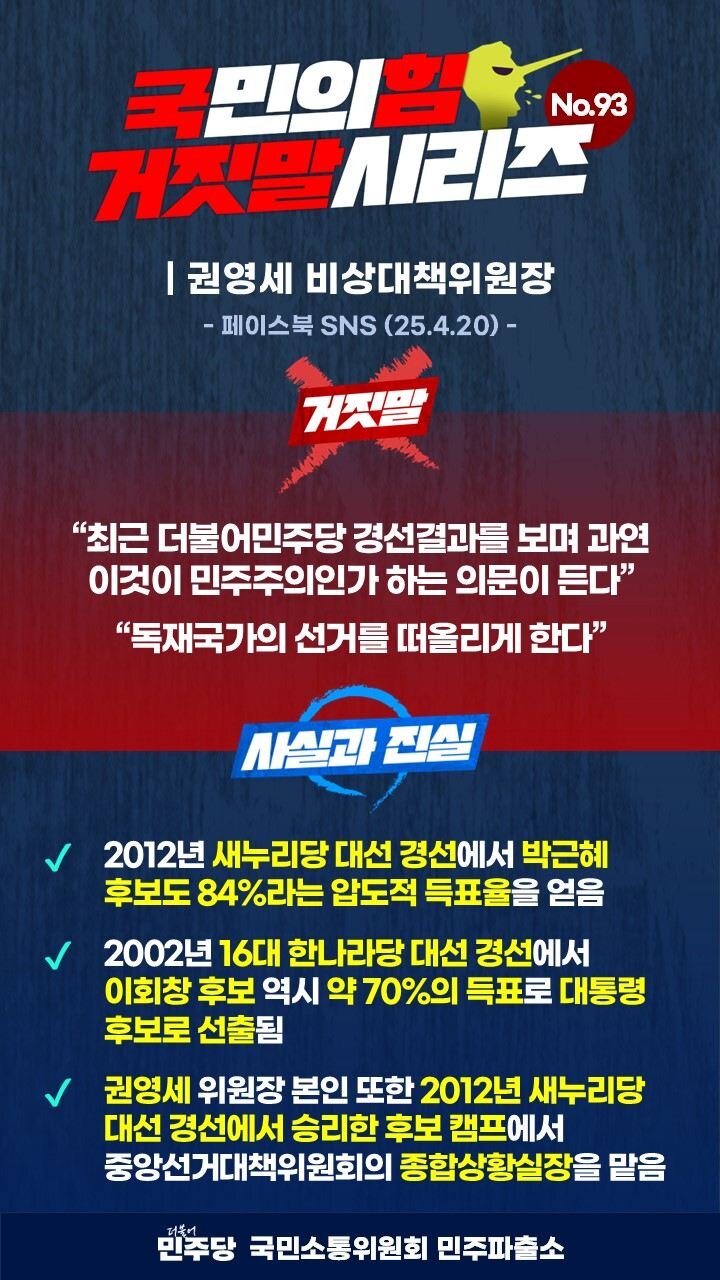 국민의힘
No.93
거짓말시리즈
| 권영세 비상대책위원장
- 페이스북 SNS (25.4.20) -
거짓말
“최근 더불어민주당 경선결과를 보며 과연
이것이 민주주의인가 하는 의문이 든다”
“독재국가의 선거를 떠올리게 한다”
사실과 진실
✓ 2012년 새누리당 대선 경선에서 박근혜
후보도 84%라는 압도적 득표율을 얻음
✓ 2002년 16대 한나라당 대선 경선에서
이회창 후보 역시 약 70%의 득표로 대통령
후보로 선출됨
✓ 권영세 위원장 본인 또한 2012년 새누리당
대선 경선에서 승리한 후보 캠프에서
중앙선거대책위원회의 종합상황실장을 맡음
더불어
민주당 국민소통위원회 민주파출소